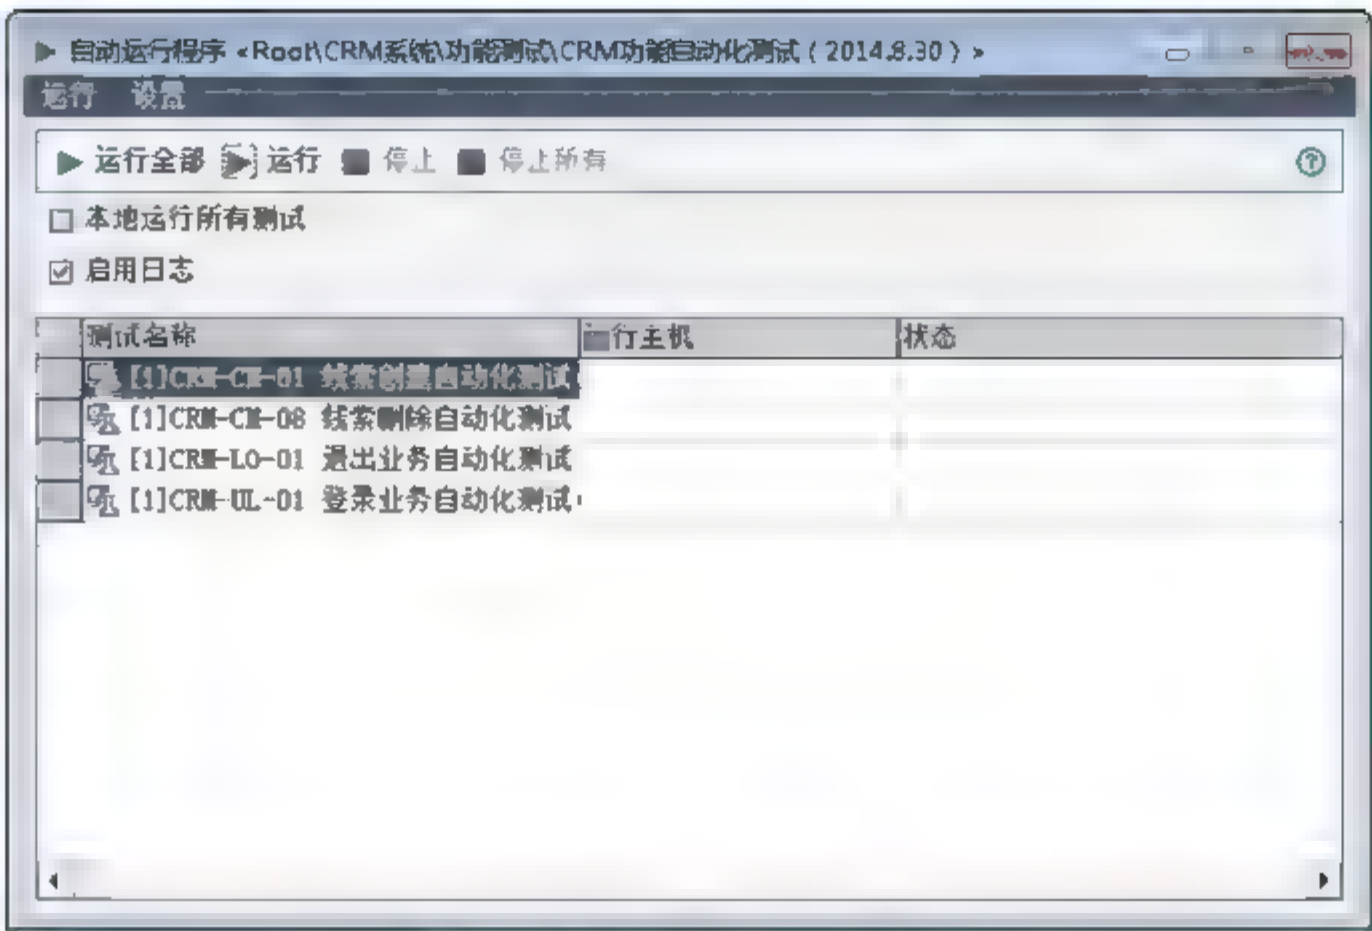 自动运行程序 <Root\CRM系统\功能测试\CRM功能自动化测试（2014.8.30）>
运行 设置
运行全部 运行 停止 停止所有
本地运行所有测试
启用日志
测试名称 行主机 状态
[1]CRM-CM-01 线索创建自动化测试
[1]CRM-CM-08 线索删除自动化测试
[1]CRM-LO-01 退出业务自动化测试
[1]CRM-UL-01 登录业务自动化测试